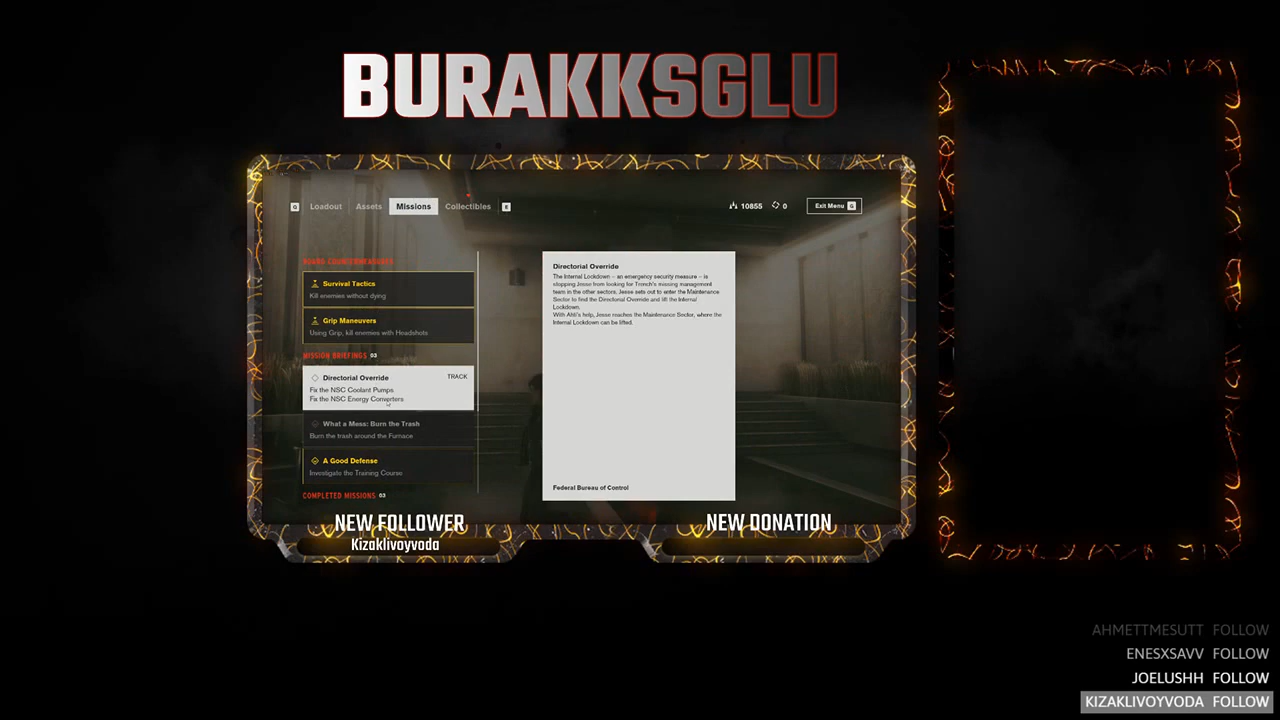 BURAKKSGLU
Q Loadout Assets Missions Collectibles E
10855 0 Exit Menu
BOARD COUNTERMEASURES
Survival Tactics
Kill enemies without dying
Grip Maneuvers
Using Grip, kill enemies with Headshots
MISSION BRIEFINGS 03
Directorial Override TRACK
Fix the NSC Coolant Pumps
Fix the NSC Energy Converters
What a Mess: Burn the Trash
Burn the trash around the Furnace
A Good Defense
Investigate the Training Course
COMPLETED MISSIONS 03
Directorial Override
The Internal Lockdown – an emergency security measure – is
stopping Jesse from looking for Trench's missing management
team in the other sectors. Jesse sets out to enter the Maintenance
Sector to find the Directorial Override and lift the Internal
Lockdown.
With Ahti's help, Jesse reaches the Maintenance Sector, where the
Internal Lockdown can be lifted.
Federal Bureau of Control
NEW FOLLOWER
Kizaklivoyvoda
NEW DONATION
AHMETTMESUTT FOLLOW
ENESXSAVV FOLLOW
JOELUSHH FOLLOW
KIZAKLIVOYVODA FOLLOW